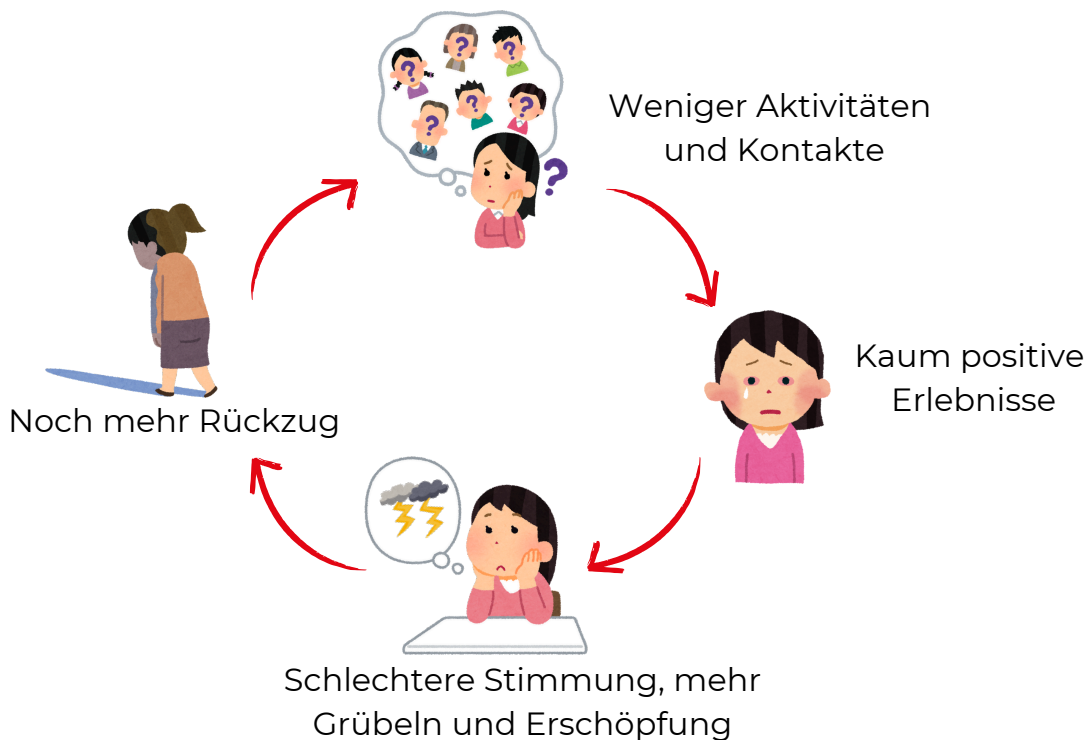 Weniger Aktivitäten
und Kontakte
Kaum positive
Erlebnisse
Schlechtere Stimmung, mehr
Grübeln und Erschöpfung
Noch mehr Rückzug
? ? ?
? ? ?
?